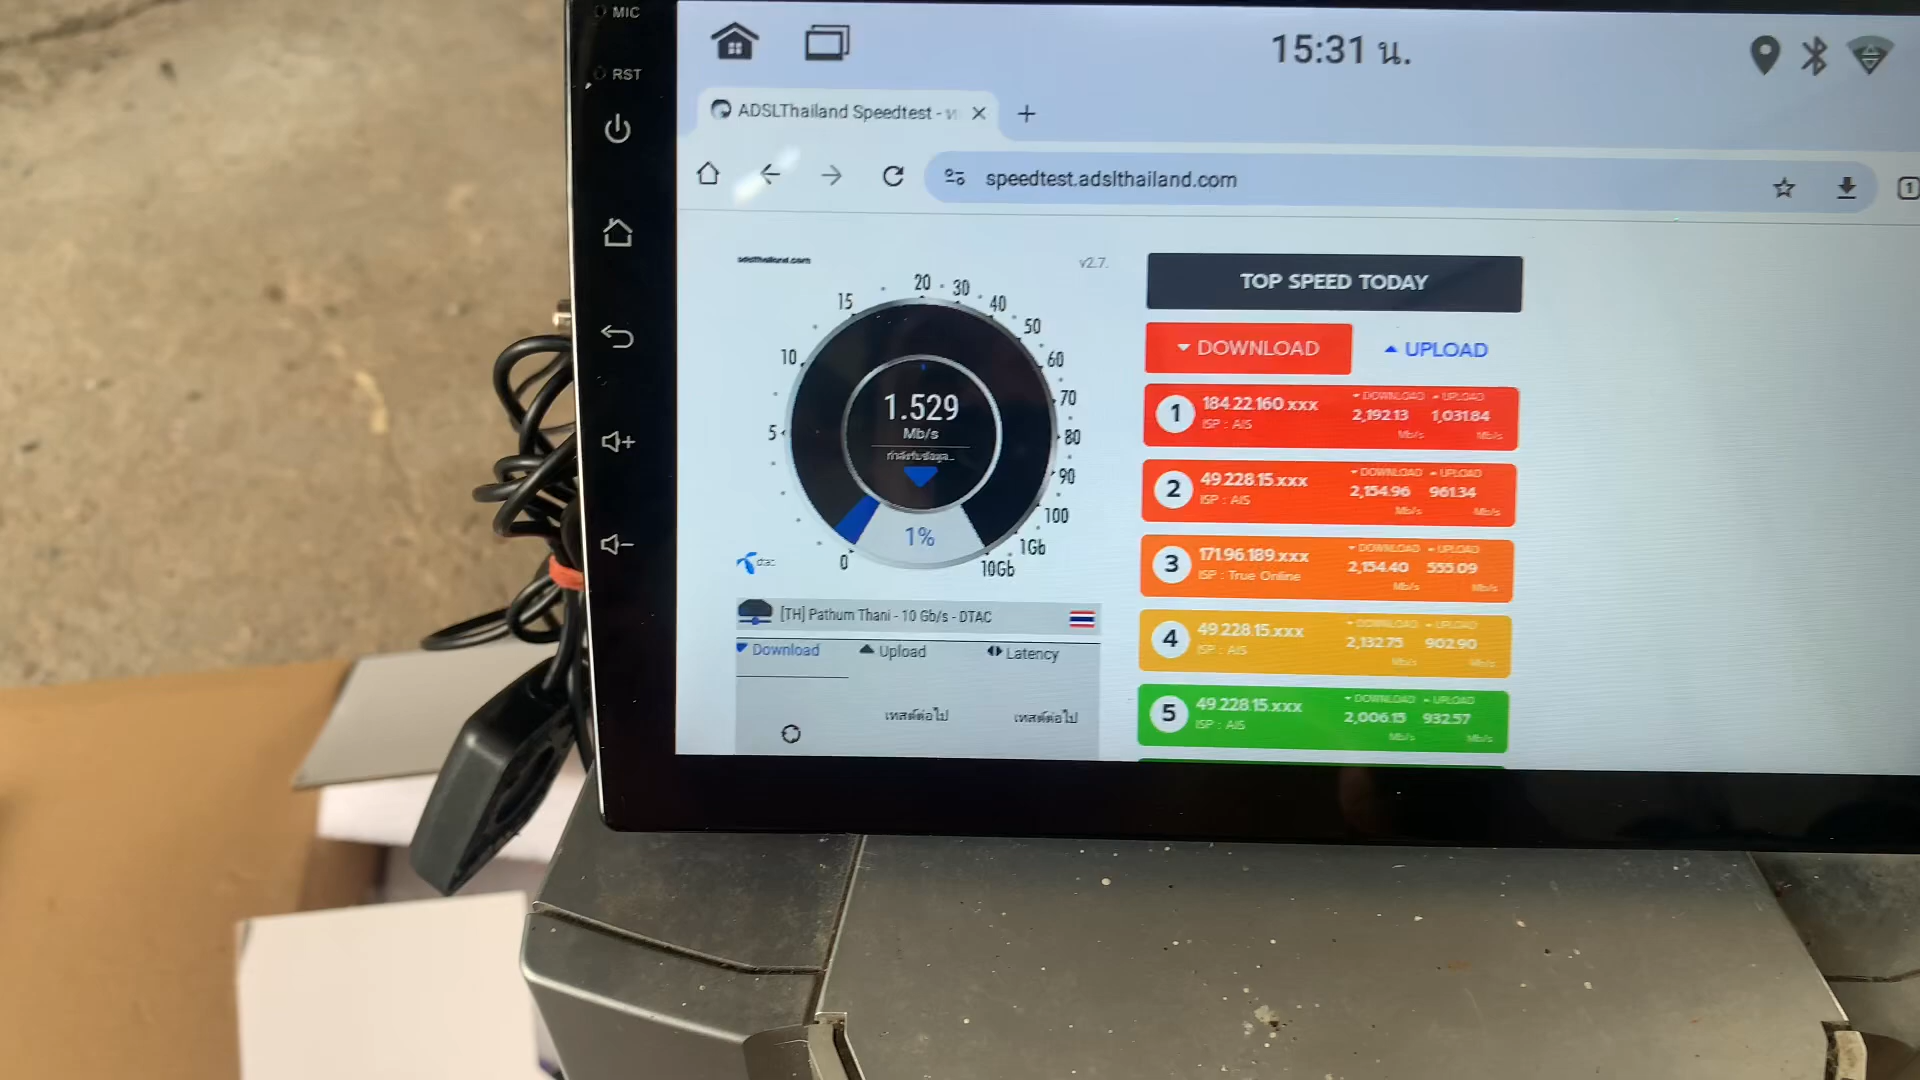 MIC
RST
15:31 น.
ADSLThailand Speedtest -
speedtest.adslthailand.com
1
adslthailand.com
v2.7.
0
5
10
15
20
30
40
50
60
70
80
90
100
1Gb
10Gb
1.529
Mb/s
กำลังรับข้อมูล...
1%
dtac
[TH] Pathum Thani - 10 Gb/s - DTAC
Download
Upload
Latency
เทสต์ต่อไป
เทสต์ต่อไป
TOP SPEED TODAY
DOWNLOAD
UPLOAD
1 184.22.160.xxx DOWNLOAD UPLOAD
2,192.13 1,031.84
ISP : AIS Mb/s Mb/s
2 49.228.15.xxx DOWNLOAD UPLOAD
2,154.96 961.34
ISP : AIS Mb/s Mb/s
3 171.96.189.xxx DOWNLOAD UPLOAD
2,154.40 555.09
ISP : True Online Mb/s Mb/s
4 49.228.15.xxx DOWNLOAD UPLOAD
2,132.75 902.90
ISP : AIS Mb/s Mb/s
5 49.228.15.xxx DOWNLOAD UPLOAD
2,006.15 932.57
ISP : AIS Mb/s Mb/s